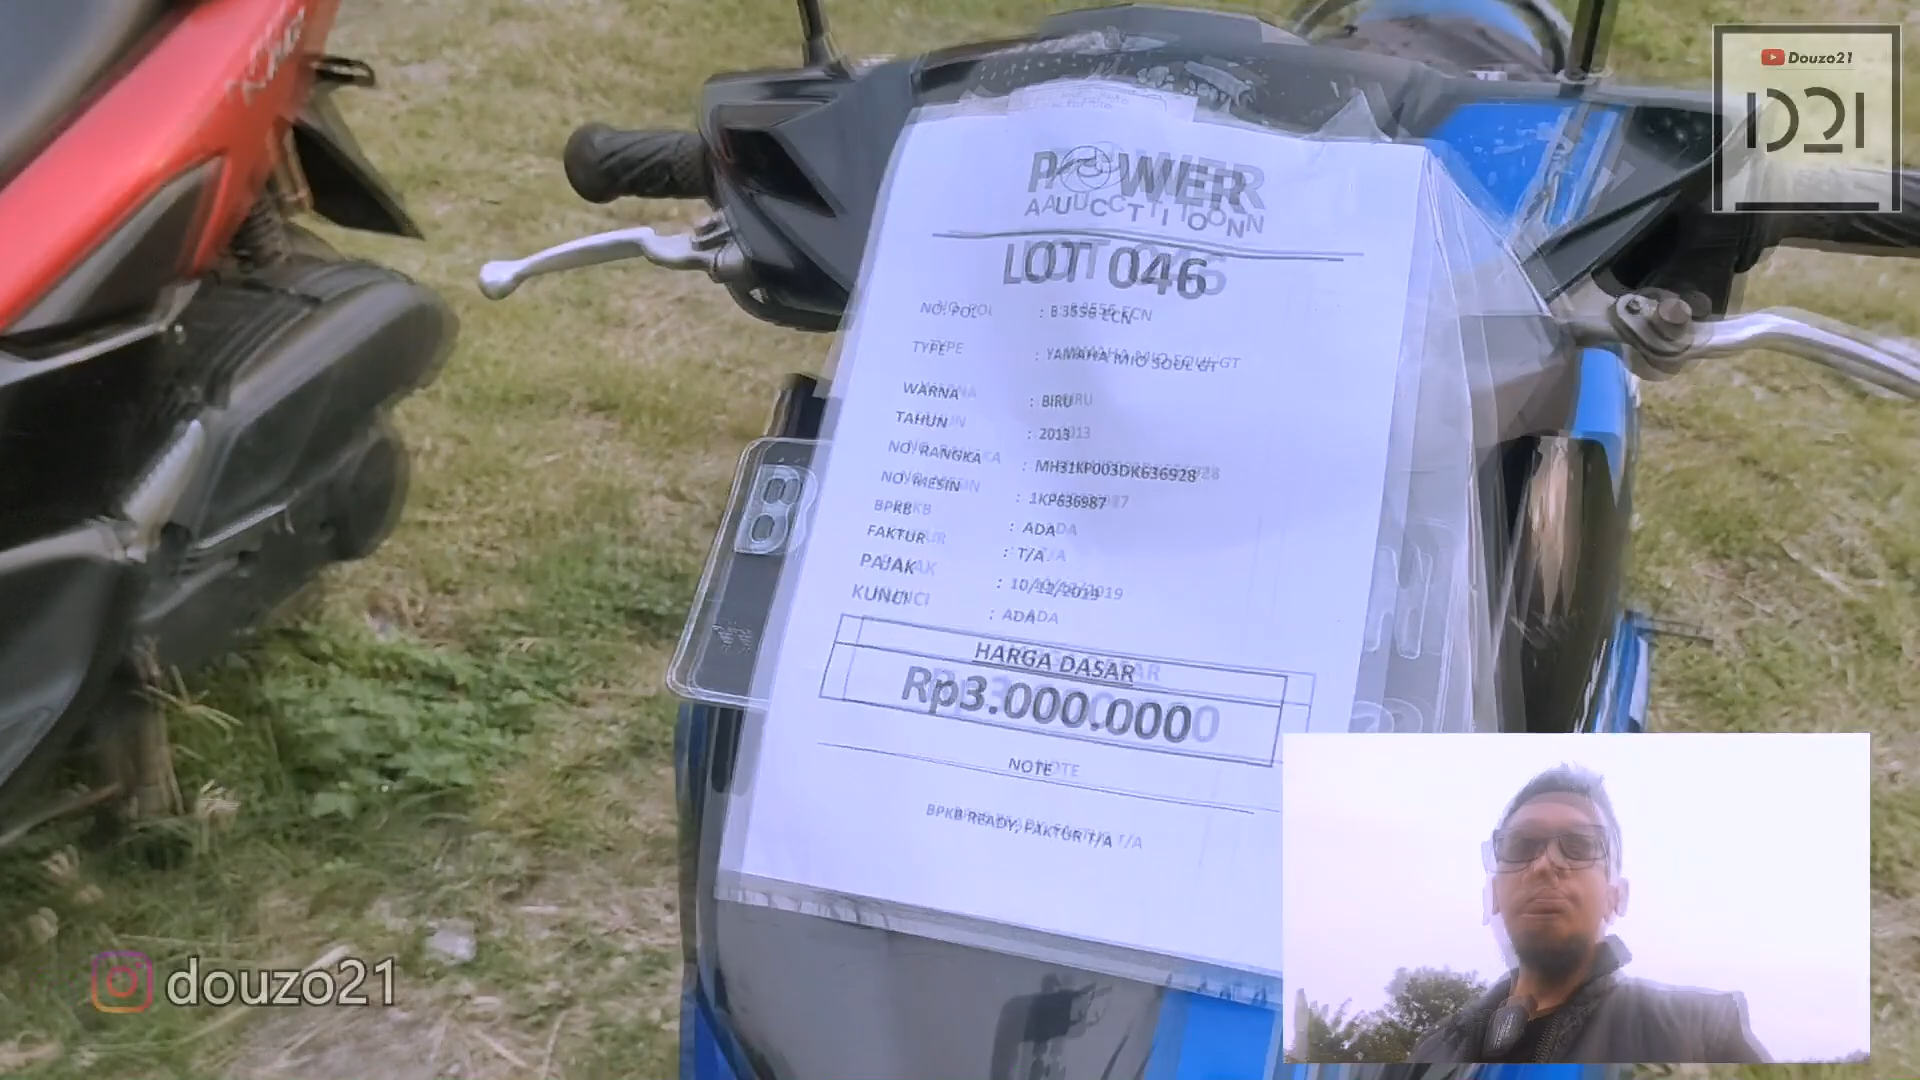 Douzo21
D21
POWER
AUCTION
LOT 046
NO. POL : B 3556 ECN
TYPE : YAMAHA MIO SOUL GT
WARNA : BIRU
TAHUN : 2013
NO. RANGKA : MH31KP003DK636928
NO. MESIN : 1KP636987
BPKB : ADA
FAKTUR : T/A
PAJAK : 10/12/2019
KUNCI : ADA
HARGA DASAR
Rp3.000.000
NOTE
BPKB READY, FAKTUR T/A
douzo21